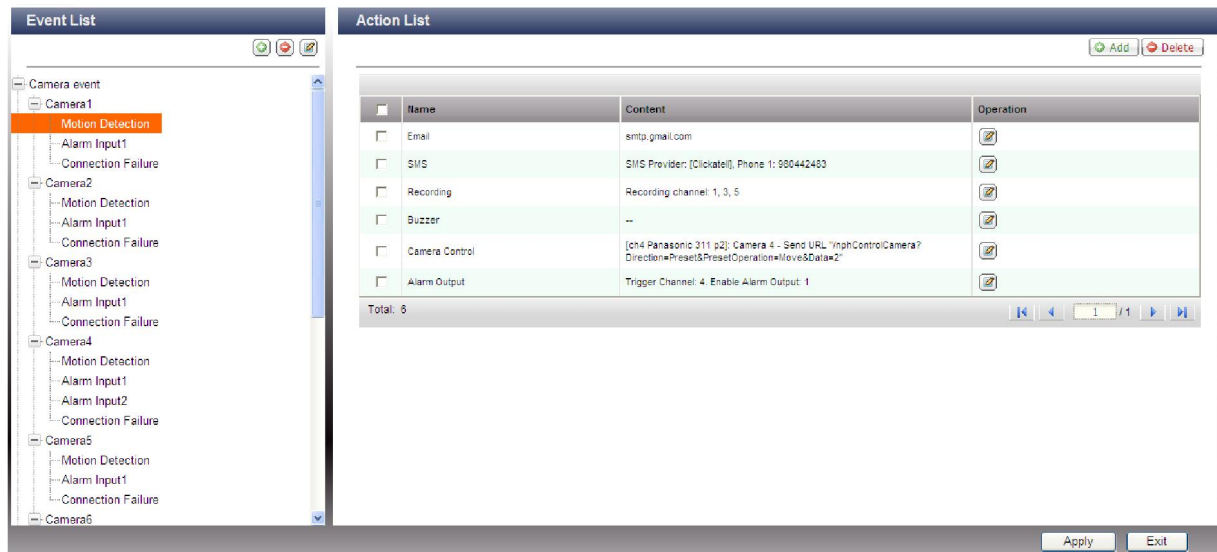 Event List
Camera event
Camera1
Motion Detection
Alarm Input1
Connection Failure
Camera2
Motion Detection
Alarm Input1
Connection Failure
Camera3
Motion Detection
Alarm Input1
Connection Failure
Camera4
Motion Detection
Alarm Input1
Alarm Input2
Connection Failure
Camera5
Motion Detection
Alarm Input1
Connection Failure
Camera6
Action List
Add Delete
Name Content Operation
Email smtp.gmail.com
SMS SMS Provider: [Clickatell], Phone 1: 980442483
Recording Recording channel: 1, 3, 5
Buzzer --
Camera Control [ch4 Panasonic 311 p2]: Camera 4 - Send URL "/nphControlCamera?
Direction=Preset&PresetOperation=Move&Data=2"
Alarm Output Trigger Channel: 4. Enable Alarm Output: 1
Total: 6 1 / 1
Apply Exit